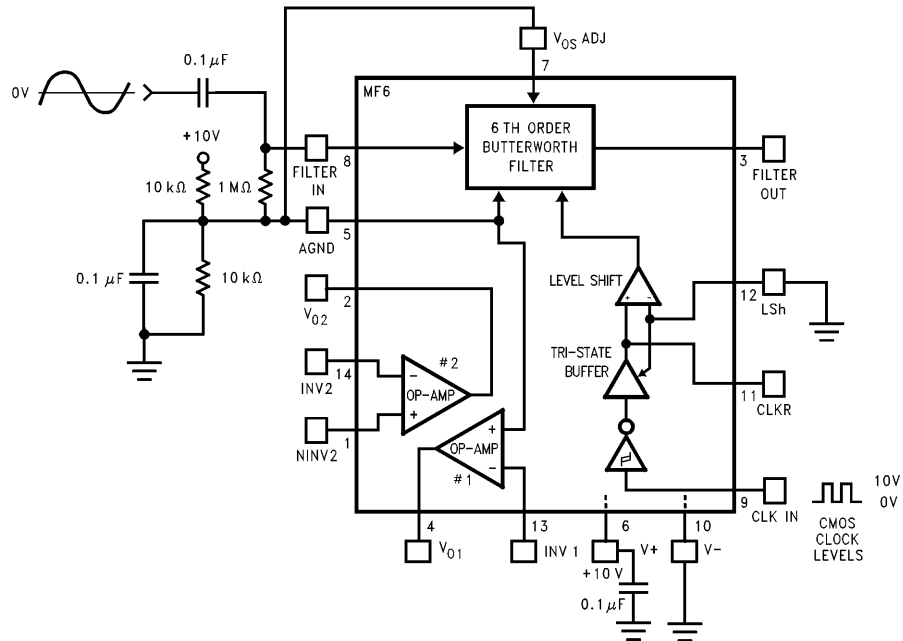 V_OS ADJ
7
0.1 μF
0V
MF6
6 TH ORDER
BUTTERWORTH
FILTER
+10V
8
FILTER
IN
3
FILTER
OUT
10 kΩ
1 MΩ
5
AGND
0.1 μF
10 kΩ
LEVEL SHIFT
+ -
12
LSh
2
V_O2
TRI-STATE
BUFFER
#2
14
INV2
-
OP-AMP
+
11
CLKR
1
NINV2
+
OP-AMP
-
#1
9
CLK IN
10V
0V
CMOS
CLOCK
LEVELS
4
V_O1
13
INV 1
6
V+
10
V-
+10 V
0.1 μF